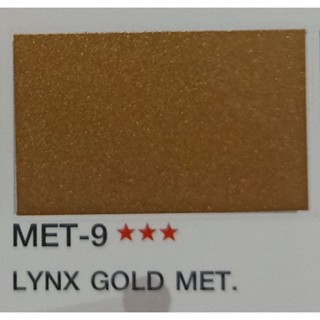 MET-9 ★★★
LYNX GOLD MET.